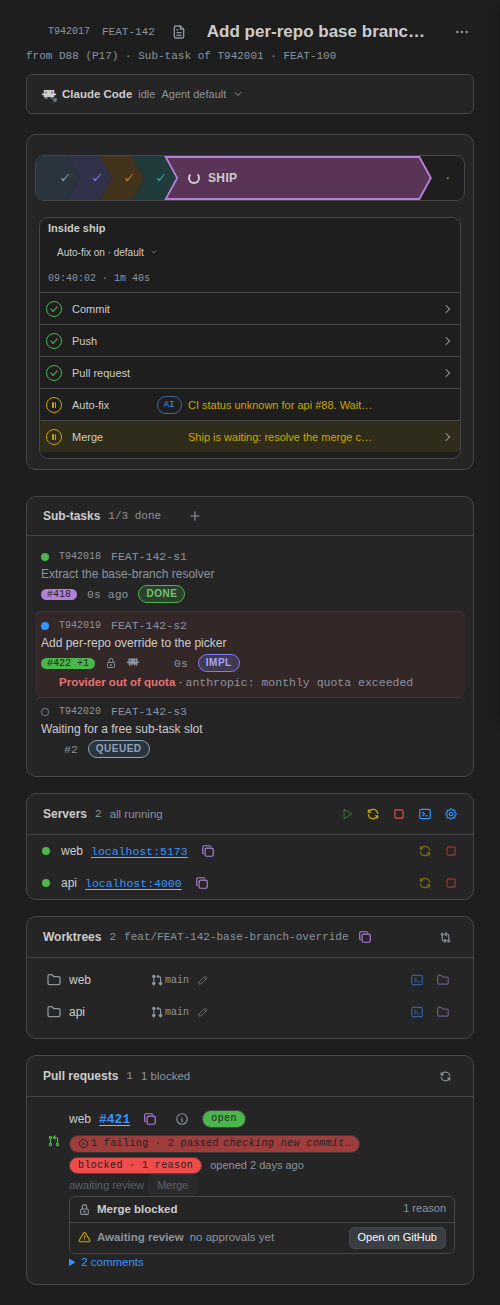 T942017 FEAT-142 Add per-repo base branc…
from D88 (P17) · Sub-task of T942001 · FEAT-100
Claude Code idle Agent default
SHIP
Inside ship
Auto-fix on · default
09:40:02 · 1m 40s
Commit
Push
Pull request
Auto-fix AI CI status unknown for api #88. Wait…
Merge Ship is waiting: resolve the merge c…
Sub-tasks 1/3 done
T942018 FEAT-142-s1
Extract the base-branch resolver
#418 0s ago DONE
T942019 FEAT-142-s2
Add per-repo override to the picker
#422 +1 0s IMPL
Provider out of quota · anthropic: monthly quota exceeded
T942020 FEAT-142-s3
Waiting for a free sub-task slot
#2 QUEUED
Servers 2 all running
web localhost:5173
api localhost:4000
Worktrees 2 feat/FEAT-142-base-branch-override
web main
api main
Pull requests 1 1 blocked
web #421 open
1 failing · 2 passed checking new commit…
blocked · 1 reason opened 2 days ago
awaiting review Merge
Merge blocked 1 reason
Awaiting review no approvals yet Open on GitHub
2 comments